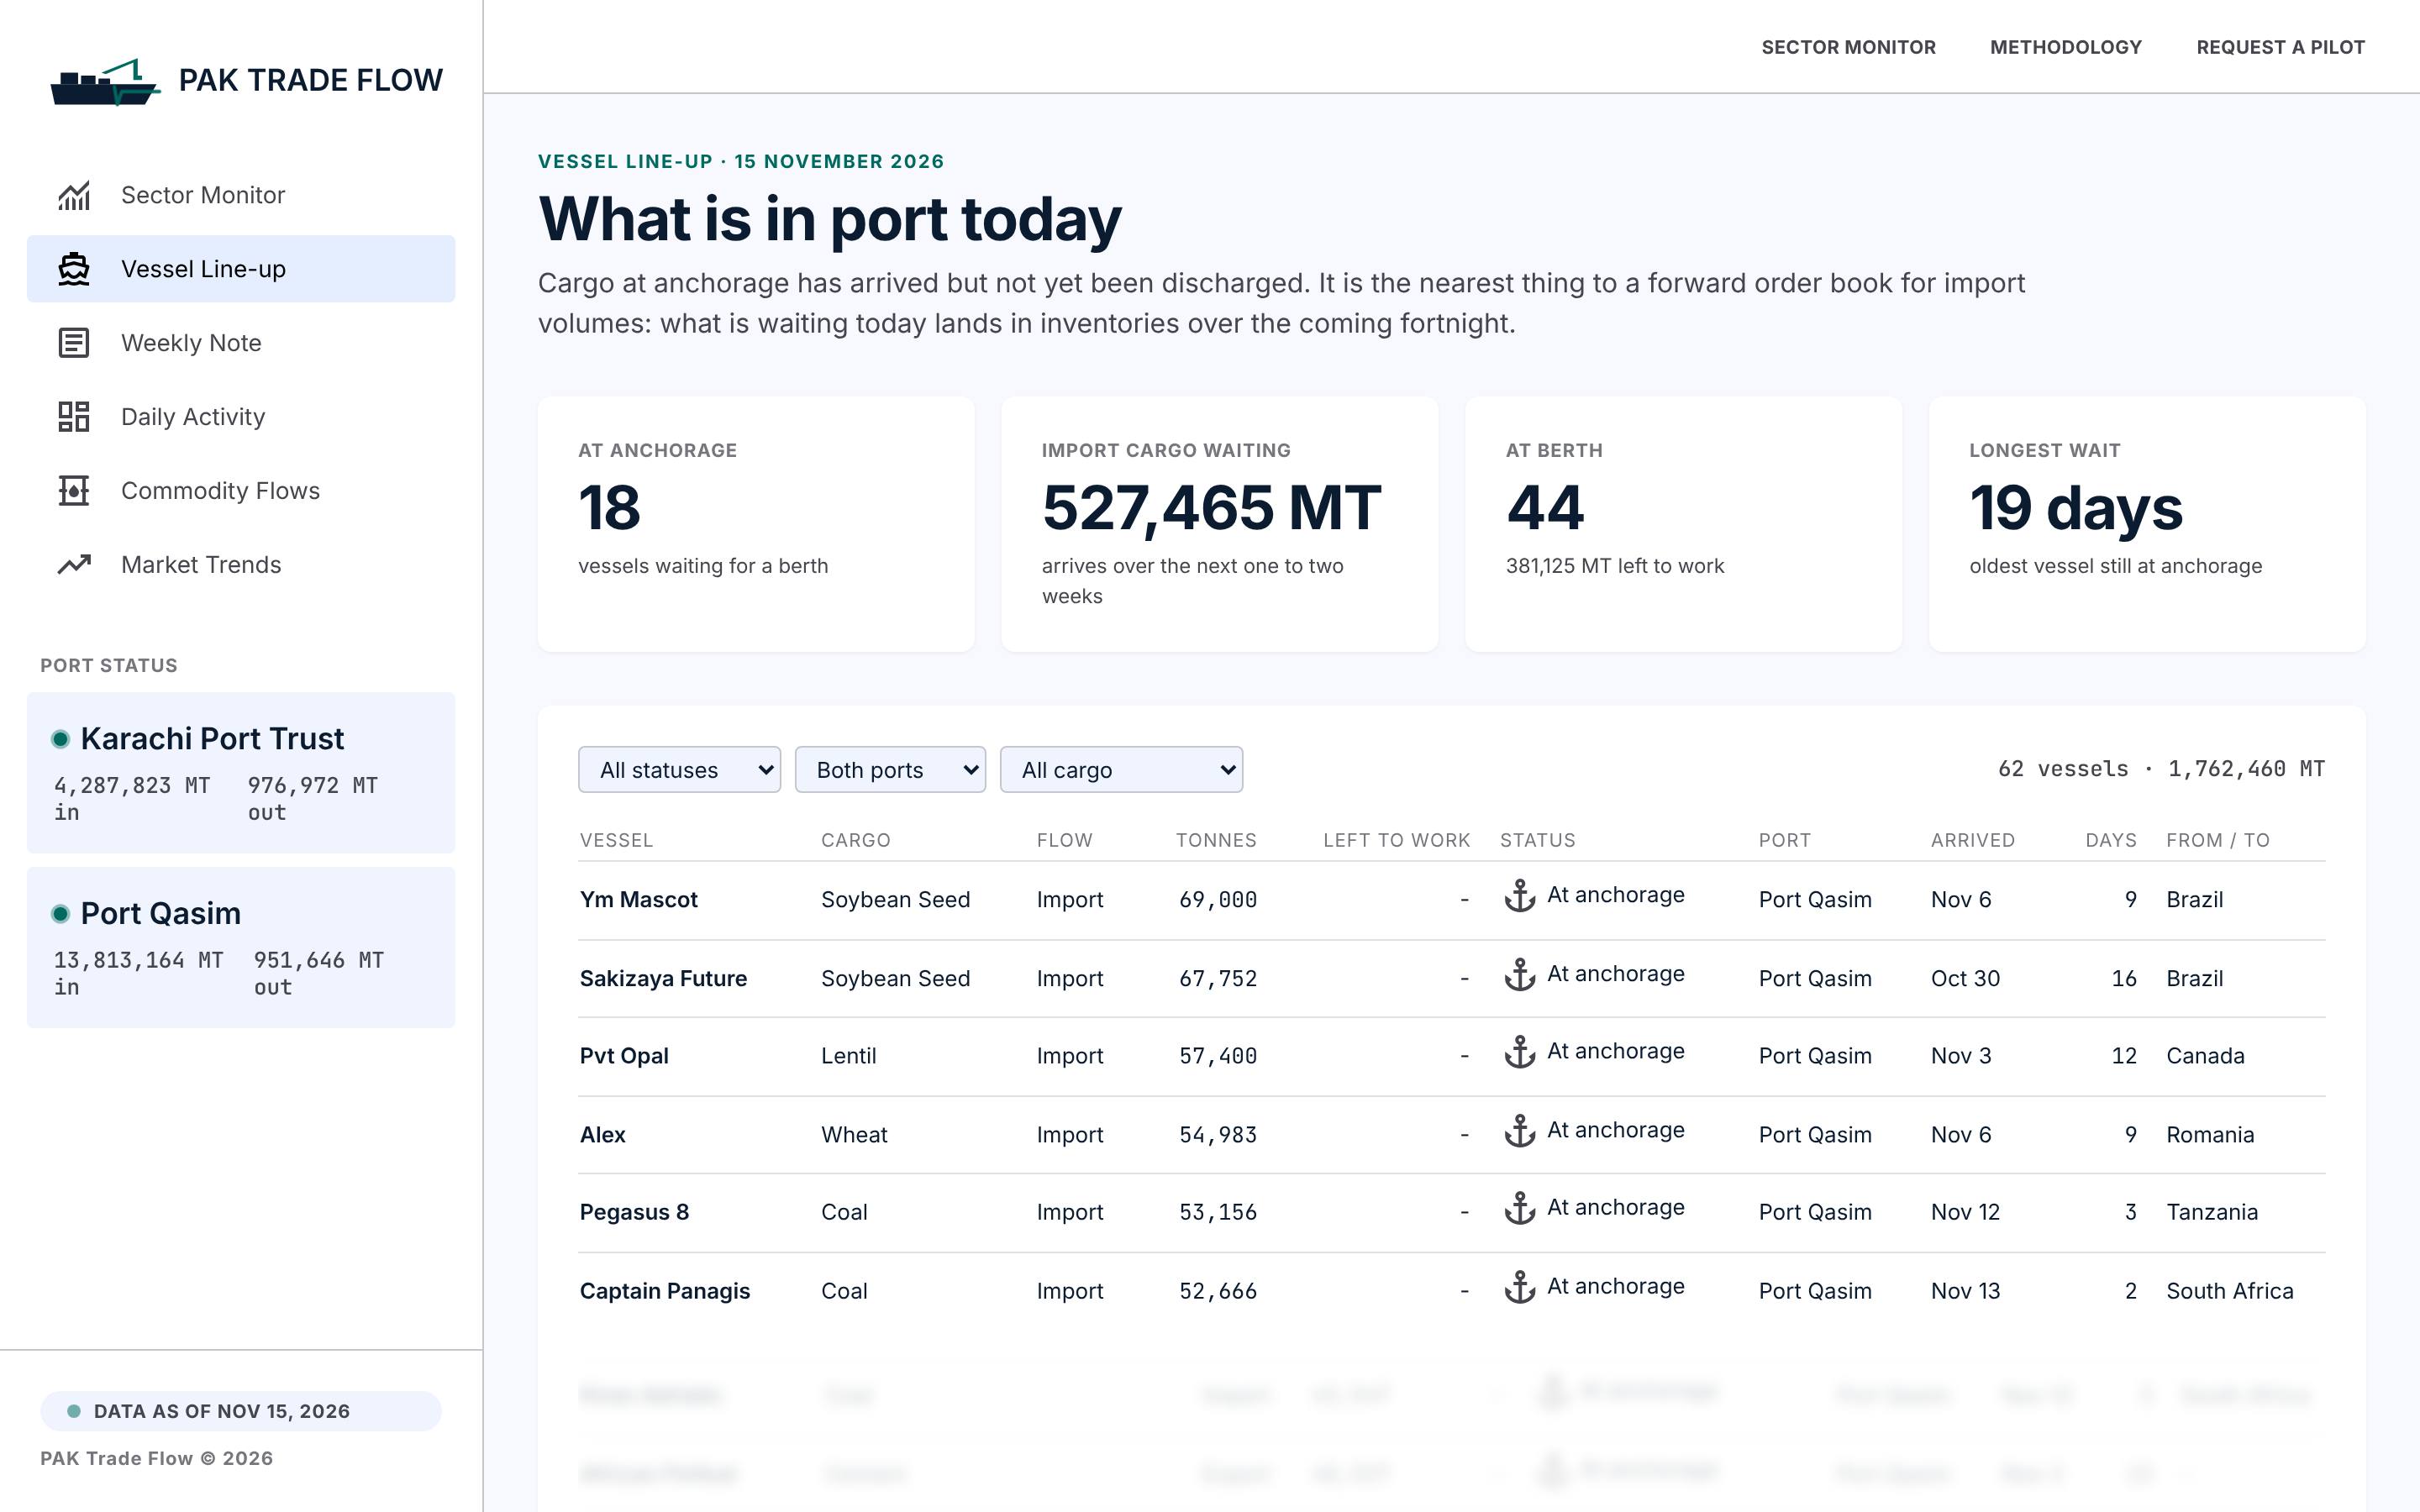 PAK TRADE FLOW
Sector Monitor
Vessel Line-up
Weekly Note
Daily Activity
Commodity Flows
Market Trends
PORT STATUS
Karachi Port Trust
4,287,823 MT in
976,972 MT out
Port Qasim
13,813,164 MT in
951,646 MT out
DATA AS OF NOV 15, 2026
PAK Trade Flow © 2026
SECTOR MONITOR METHODOLOGY REQUEST A PILOT
VESSEL LINE-UP · 15 NOVEMBER 2026
What is in port today
Cargo at anchorage has arrived but not yet been discharged. It is the nearest thing to a forward order book for import
volumes: what is waiting today lands in inventories over the coming fortnight.
AT ANCHORAGE
18
vessels waiting for a berth
IMPORT CARGO WAITING
527,465 MT
arrives over the next one to two
weeks
AT BERTH
44
381,125 MT left to work
LONGEST WAIT
19 days
oldest vessel still at anchorage
All statuses Both ports All cargo 62 vessels · 1,762,460 MT
VESSEL CARGO FLOW TONNES LEFT TO WORK STATUS PORT ARRIVED DAYS FROM / TO
Ym Mascot Soybean Seed Import 69,000 - At anchorage Port Qasim Nov 6 9 Brazil
Sakizaya Future Soybean Seed Import 67,752 - At anchorage Port Qasim Oct 30 16 Brazil
Pvt Opal Lentil Import 57,400 - At anchorage Port Qasim Nov 3 12 Canada
Alex Wheat Import 54,983 - At anchorage Port Qasim Nov 6 9 Romania
Pegasus 8 Coal Import 53,156 - At anchorage Port Qasim Nov 12 3 Tanzania
Captain Panagis Coal Import 52,666 - At anchorage Port Qasim Nov 13 2 South Africa